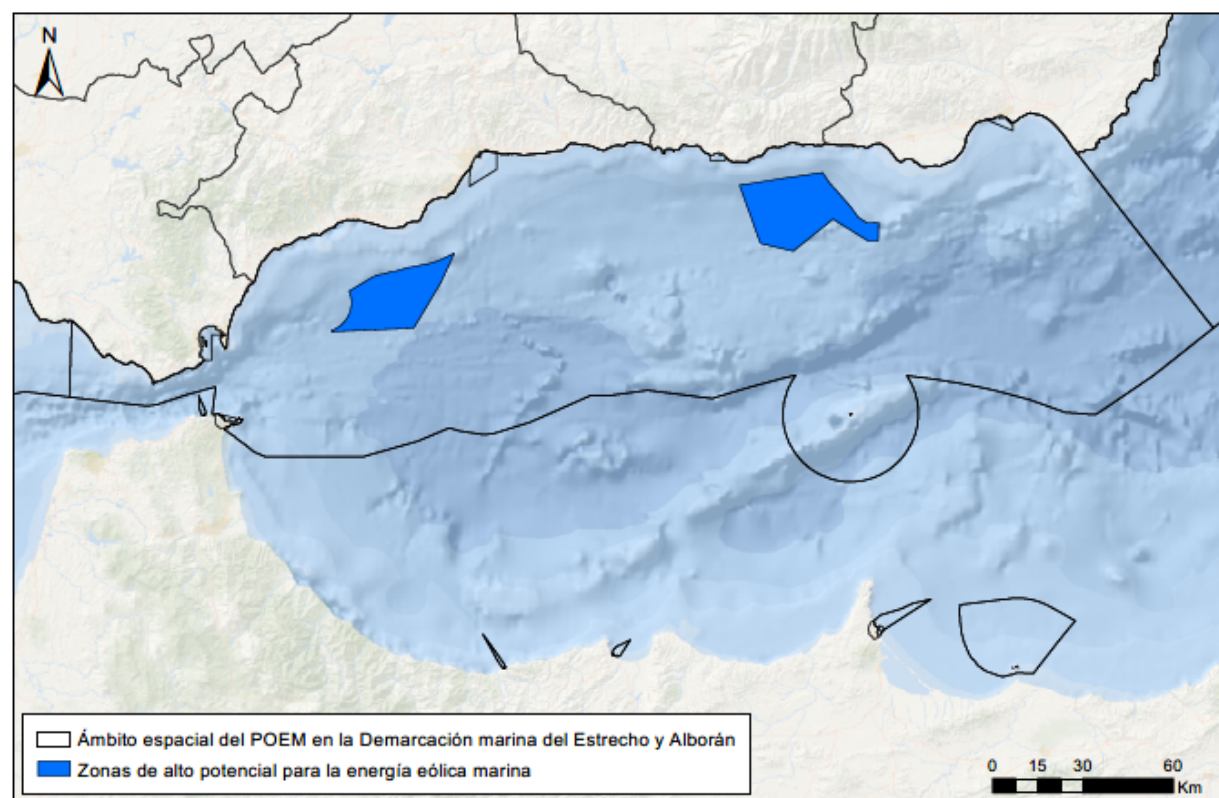 N
Ámbito espacial del POEM en la Demarcación marina del Estrecho y Alborán
Zonas de alto potencial para la energía eólica marina
0 15 30 60
Km